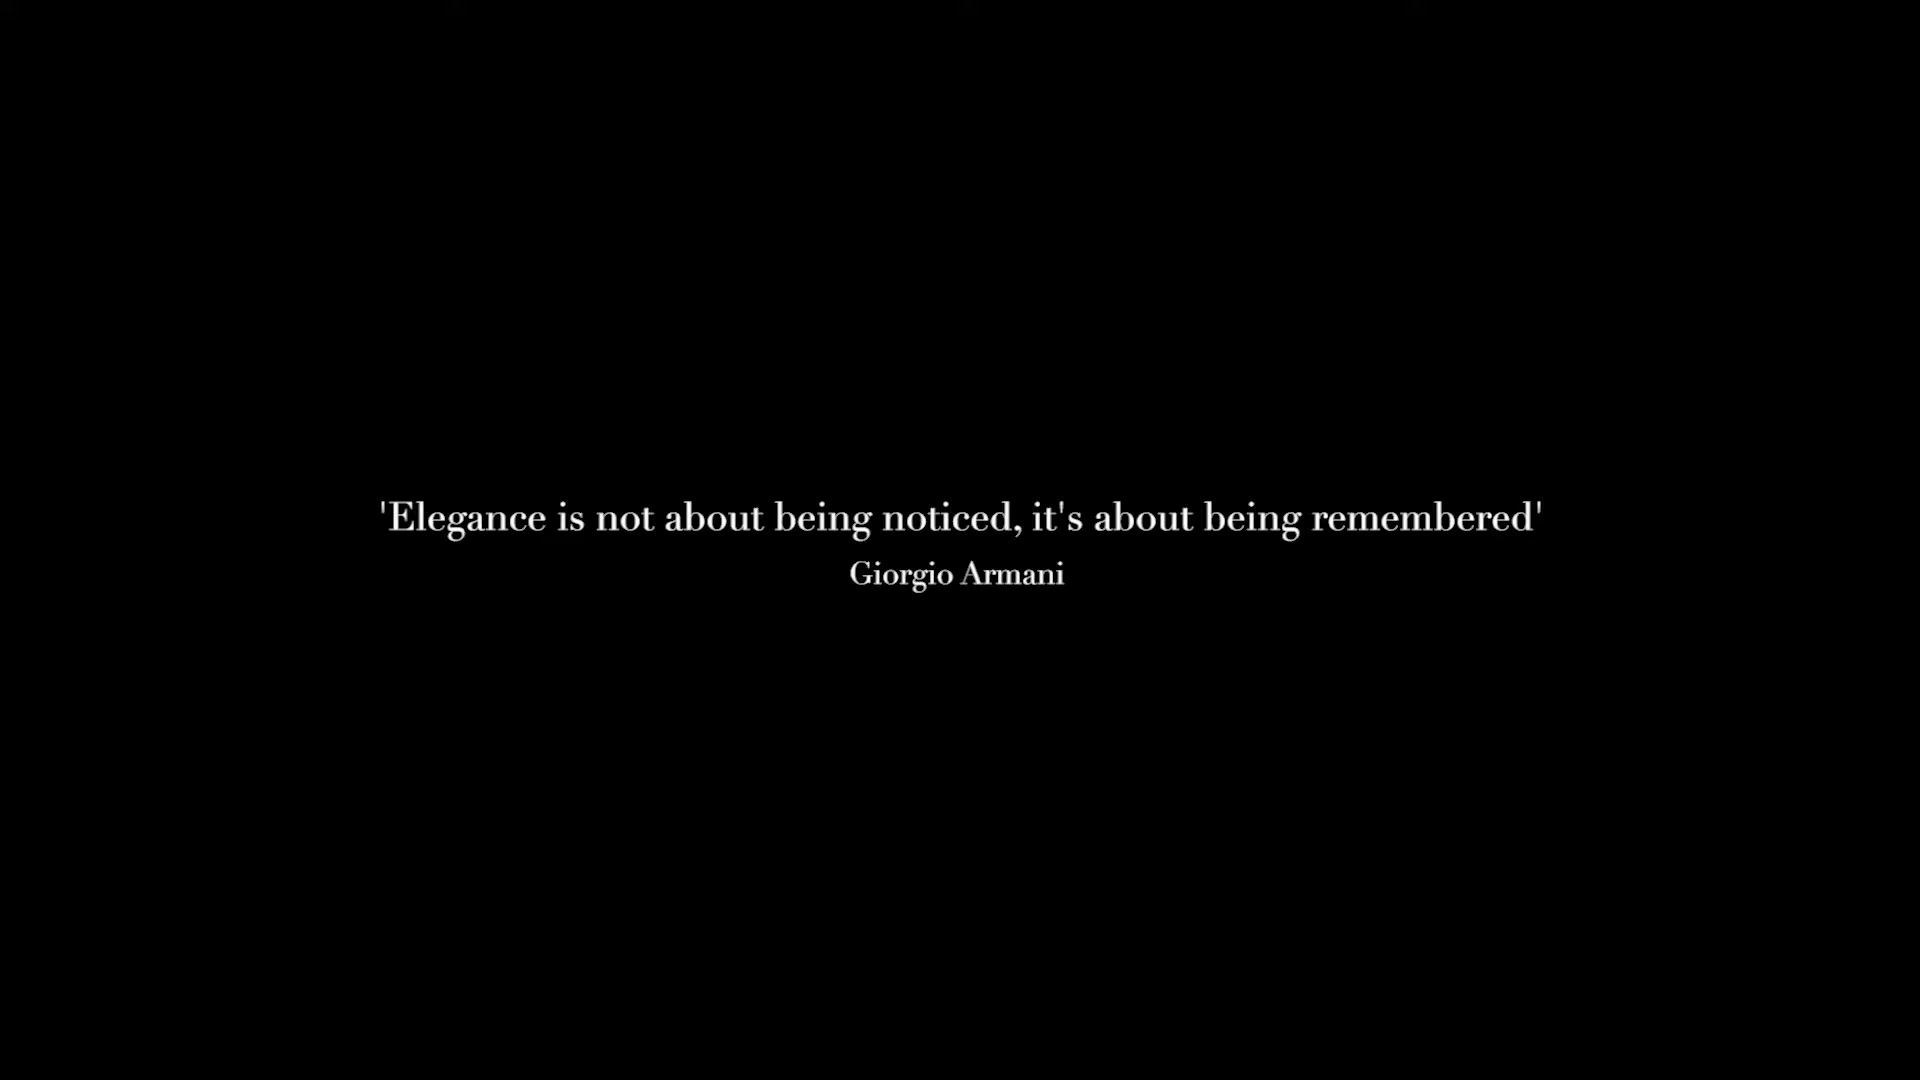 'Elegance is not about being noticed, it's about being remembered'
Giorgio Armani